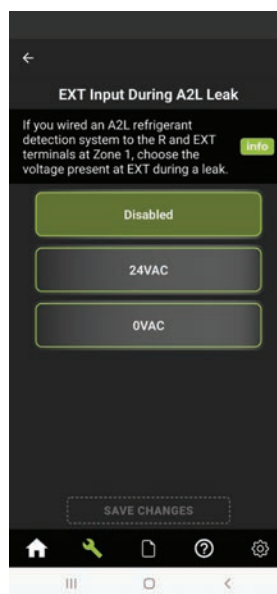 EXT Input During A2L Leak
If you wired an A2L refrigerant
detection system to the R and EXT
terminals at Zone 1, choose the
voltage present at EXT during a leak.
info
Disabled
24VAC
0VAC
SAVE CHANGES